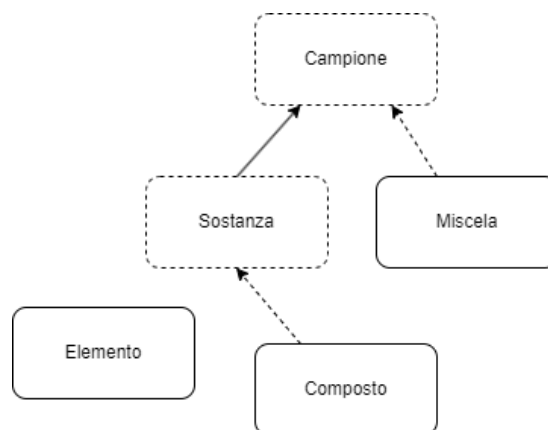 Campione
Sostanza
Miscela
Elemento
Composto